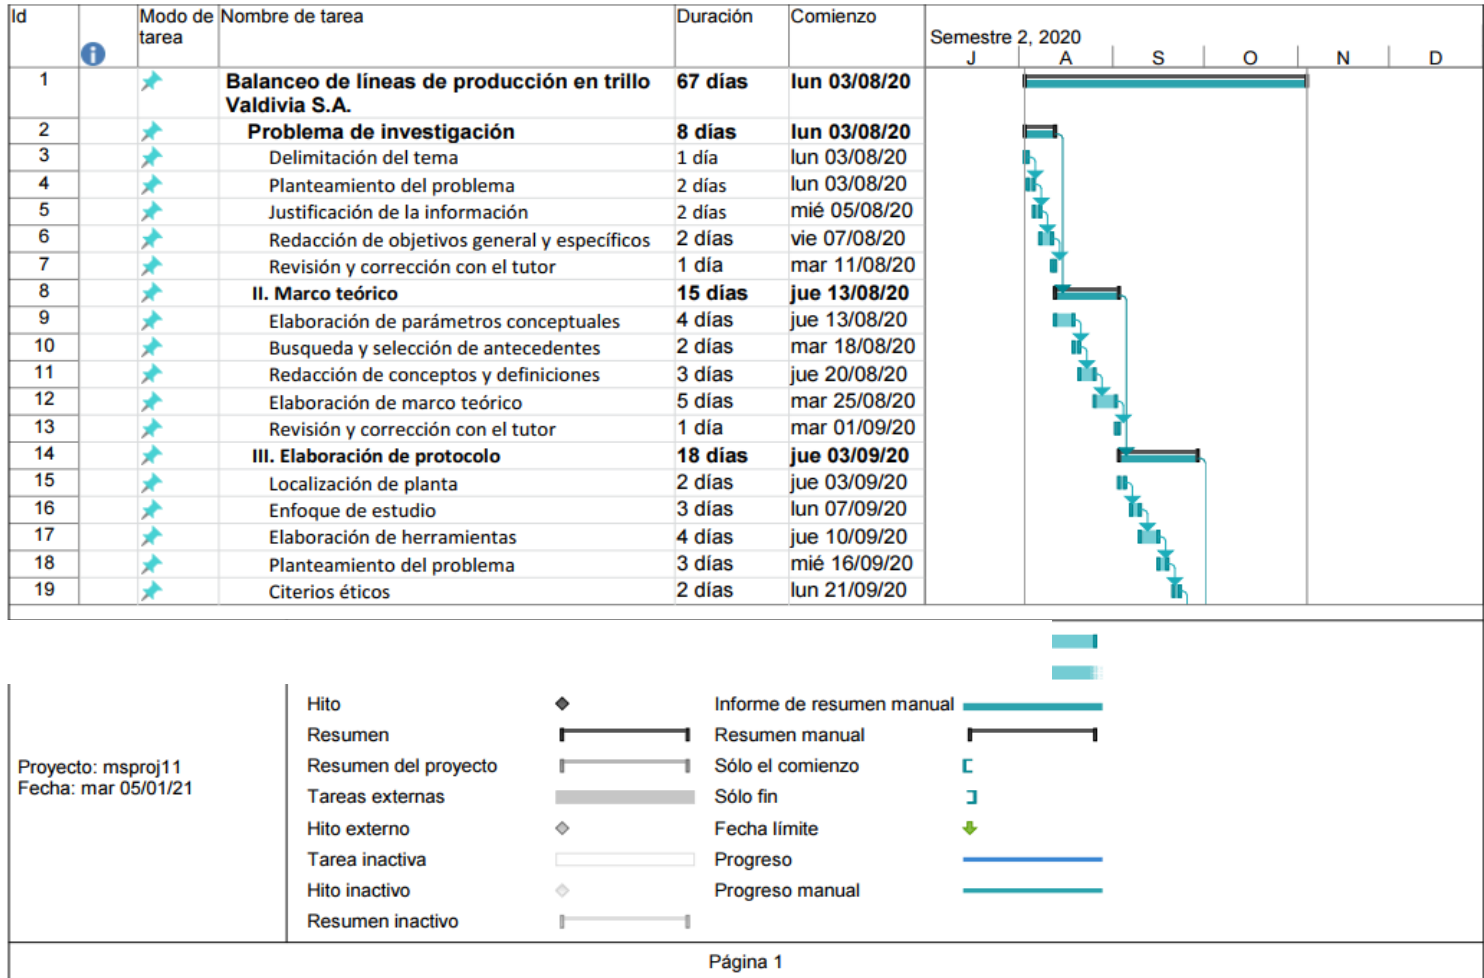 Id Modo de tarea Nombre de tarea Duración Comienzo
Semestre 2, 2020
J A S O N D
1 Balanceo de líneas de producción en trillo Valdivia S.A. 67 días lun 03/08/20
2 Problema de investigación 8 días lun 03/08/20
3 Delimitación del tema 1 día lun 03/08/20
4 Planteamiento del problema 2 días lun 03/08/20
5 Justificación de la información 2 días mié 05/08/20
6 Redacción de objetivos general y específicos 2 días vie 07/08/20
7 Revisión y corrección con el tutor 1 día mar 11/08/20
8 II. Marco teórico 15 días jue 13/08/20
9 Elaboración de parámetros conceptuales 4 días jue 13/08/20
10 Busqueda y selección de antecedentes 2 días mar 18/08/20
11 Redacción de conceptos y definiciones 3 días jue 20/08/20
12 Elaboración de marco teórico 5 días mar 25/08/20
13 Revisión y corrección con el tutor 1 día mar 01/09/20
14 III. Elaboración de protocolo 18 días jue 03/09/20
15 Localización de planta 2 días jue 03/09/20
16 Enfoque de estudio 3 días lun 07/09/20
17 Elaboración de herramientas 4 días jue 10/09/20
18 Planteamiento del problema 3 días mié 16/09/20
19 Citerios éticos 2 días lun 21/09/20
Proyecto: msproj11
Fecha: mar 05/01/21
Hito
Resumen
Resumen del proyecto
Tareas externas
Hito externo
Tarea inactiva
Hito inactivo
Resumen inactivo
Informe de resumen manual
Resumen manual
Sólo el comienzo
Sólo fin
Fecha límite
Progreso
Progreso manual
Página 1